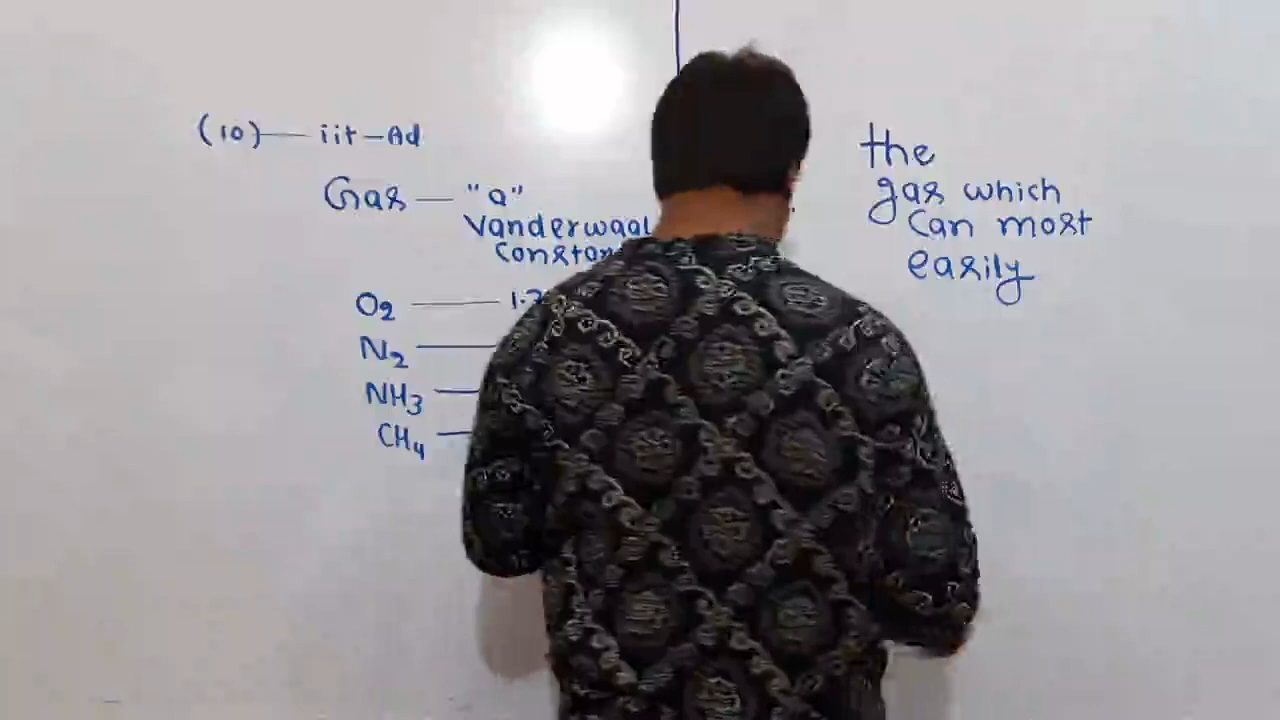 (10) — iit-Ad
Gas — "a"
Vanderwaal
O2 —
N2 —
NH3 —
CH4 —
the
gas which
can most
easily